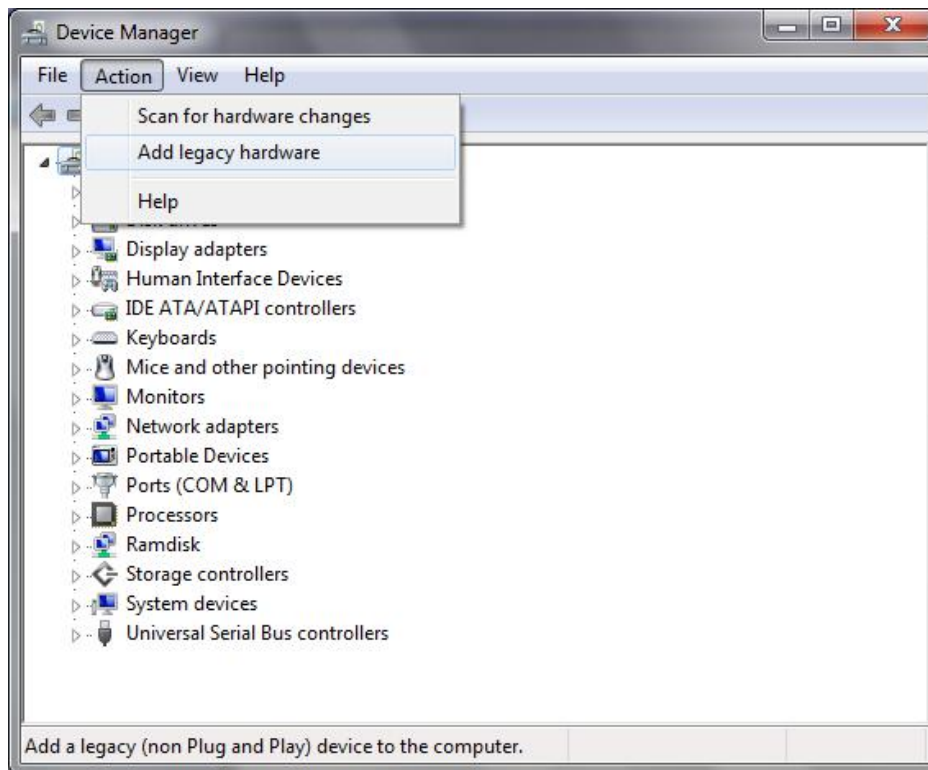 Device Manager
File Action View Help
Scan for hardware changes
Add legacy hardware
Help
Display adapters
Human Interface Devices
IDE ATA/ATAPI controllers
Keyboards
Mice and other pointing devices
Monitors
Network adapters
Portable Devices
Ports (COM & LPT)
Processors
Ramdisk
Storage controllers
System devices
Universal Serial Bus controllers
Add a legacy (non Plug and Play) device to the computer.